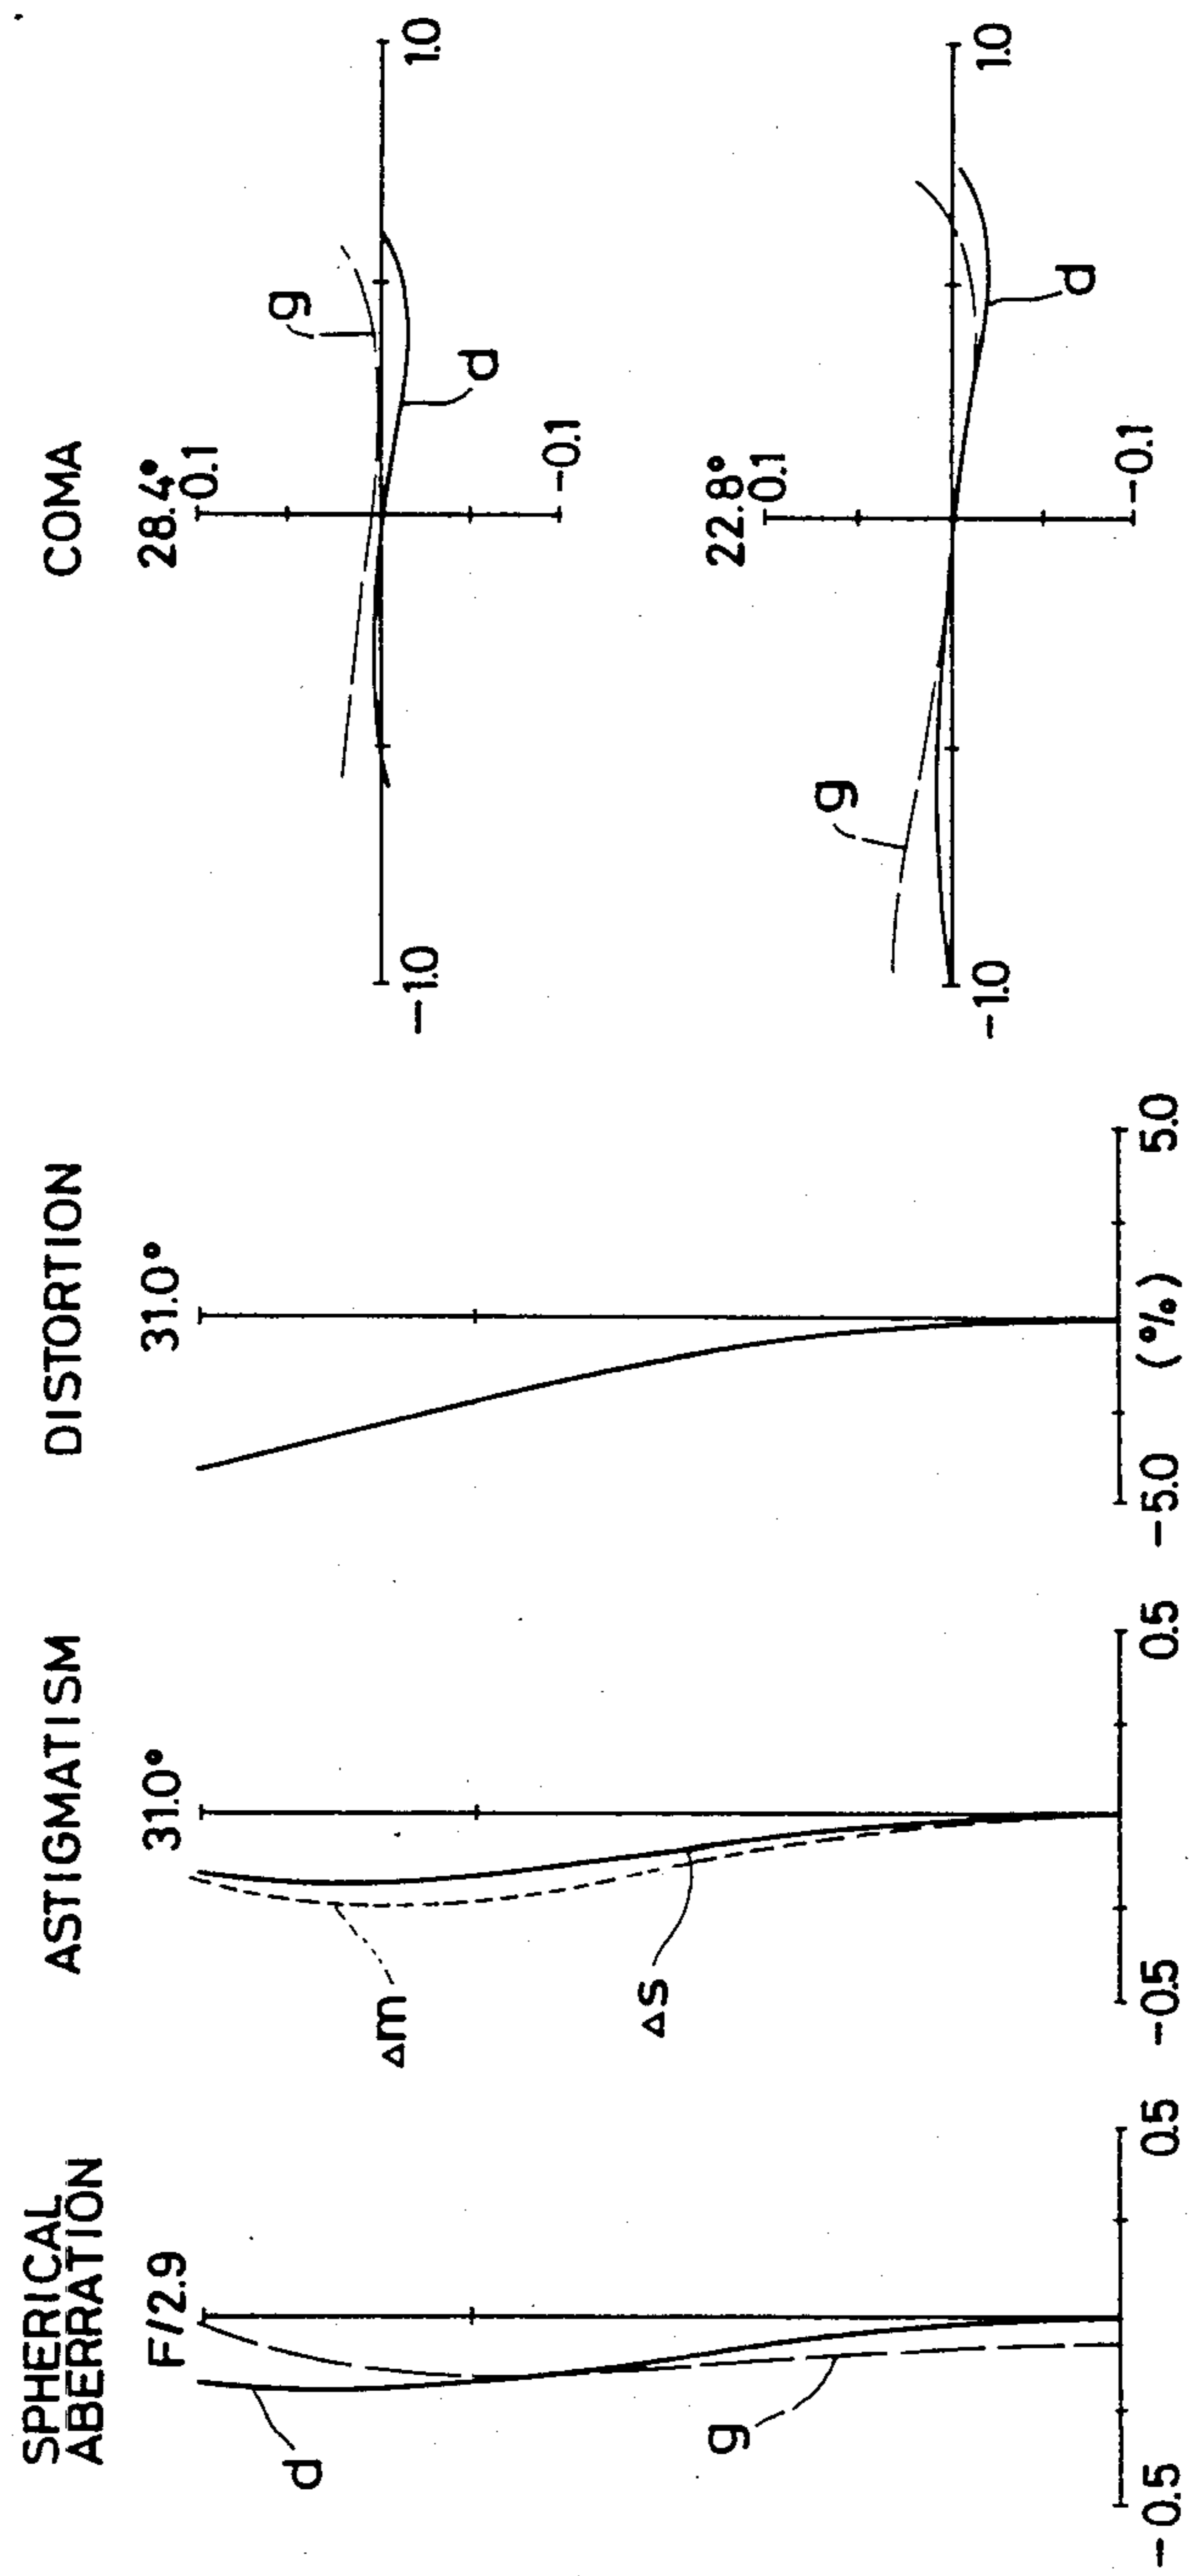 SPHERICAL
ABERRATION
F/2.9
d
g
-0.5
0.5
ASTIGMATISM
31.0°
Δm
Δs
-0.5
0.5
DISTORTION
31.0°
-5.0
(%)
5.0
COMA
28.4°
0.1
g
d
-1.0
1.0
-0.1
22.8°
0.1
g
d
-1.0
1.0
-0.1